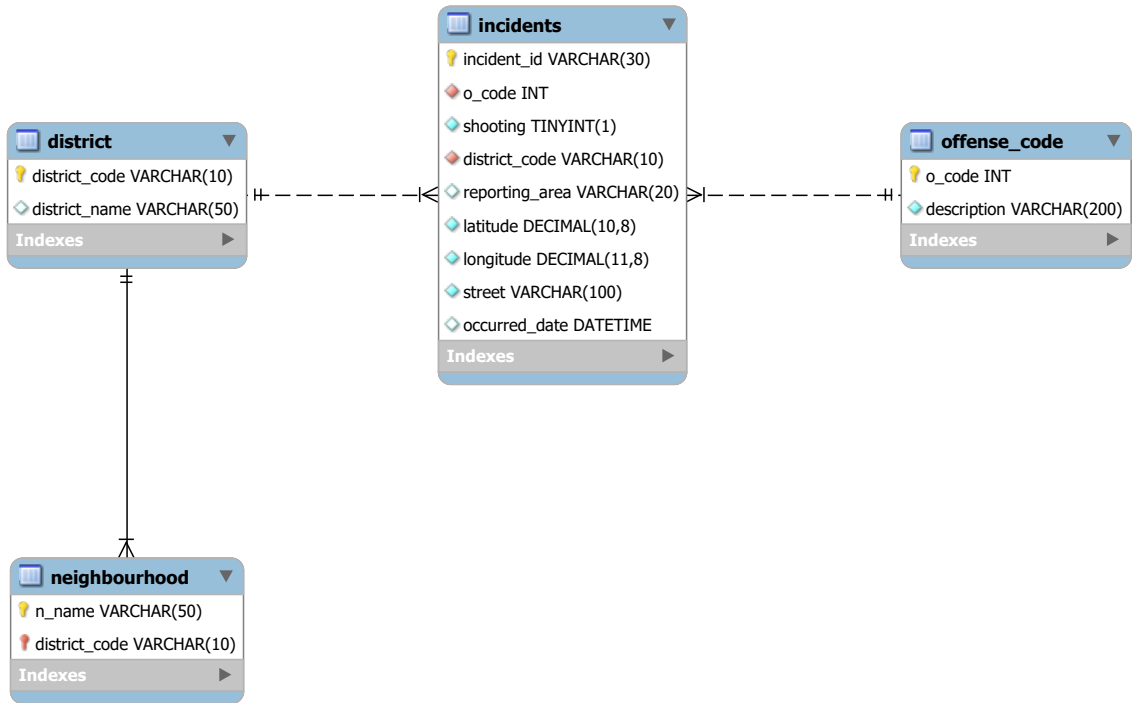 incidents
incident_id VARCHAR(30)
o_code INT
shooting TINYINT(1)
district_code VARCHAR(10)
reporting_area VARCHAR(20)
latitude DECIMAL(10,8)
longitude DECIMAL(11,8)
street VARCHAR(100)
occurred_date DATETIME
Indexes
district
district_code VARCHAR(10)
district_name VARCHAR(50)
Indexes
offense_code
o_code INT
description VARCHAR(200)
Indexes
neighbourhood
n_name VARCHAR(50)
district_code VARCHAR(10)
Indexes